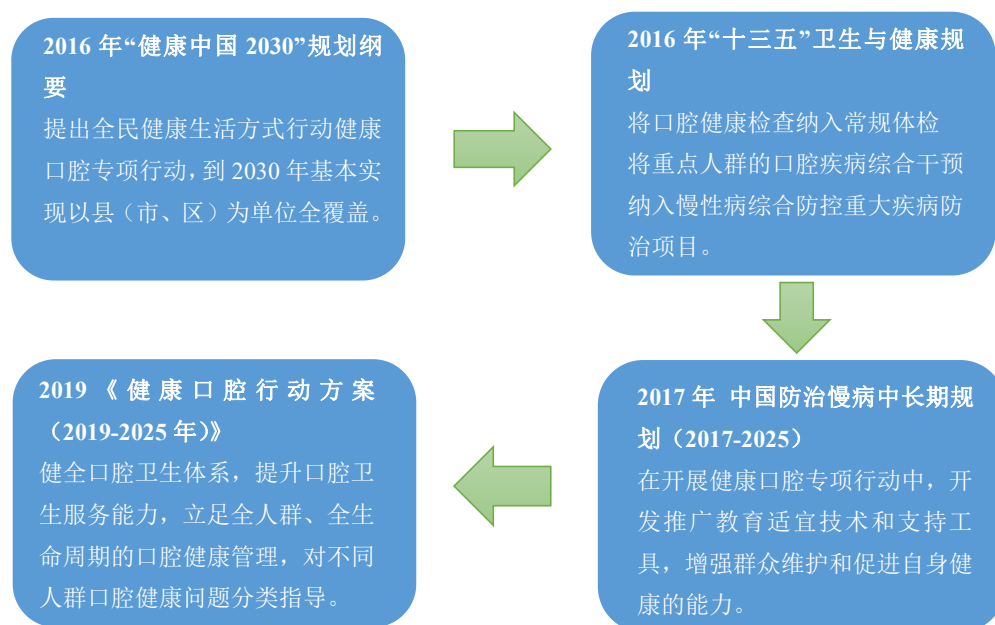 2016 年“健康中国 2030”规划纲
要
提出全民健康生活方式行动健康
口腔专项行动，到 2030 年基本实
现以县（市、区）为单位全覆盖。
2016 年“十三五”卫生与健康规
划
将口腔健康检查纳入常规体检
将重点人群的口腔疾病综合干预
纳入慢性病综合防控重大疾病防
治项目。
2017 年 中国防治慢病中长期规
划（2017-2025）
在开展健康口腔专项行动中，开
发推广教育适宜技术和支持工
具，增强群众维护和促进自身健
康的能力。
2019《健康口腔行动方案
（2019-2025 年）》
健全口腔卫生体系，提升口腔卫
生服务能力，立足全人群、全生
命周期的口腔健康管理，对不同
人群口腔健康问题分类指导。